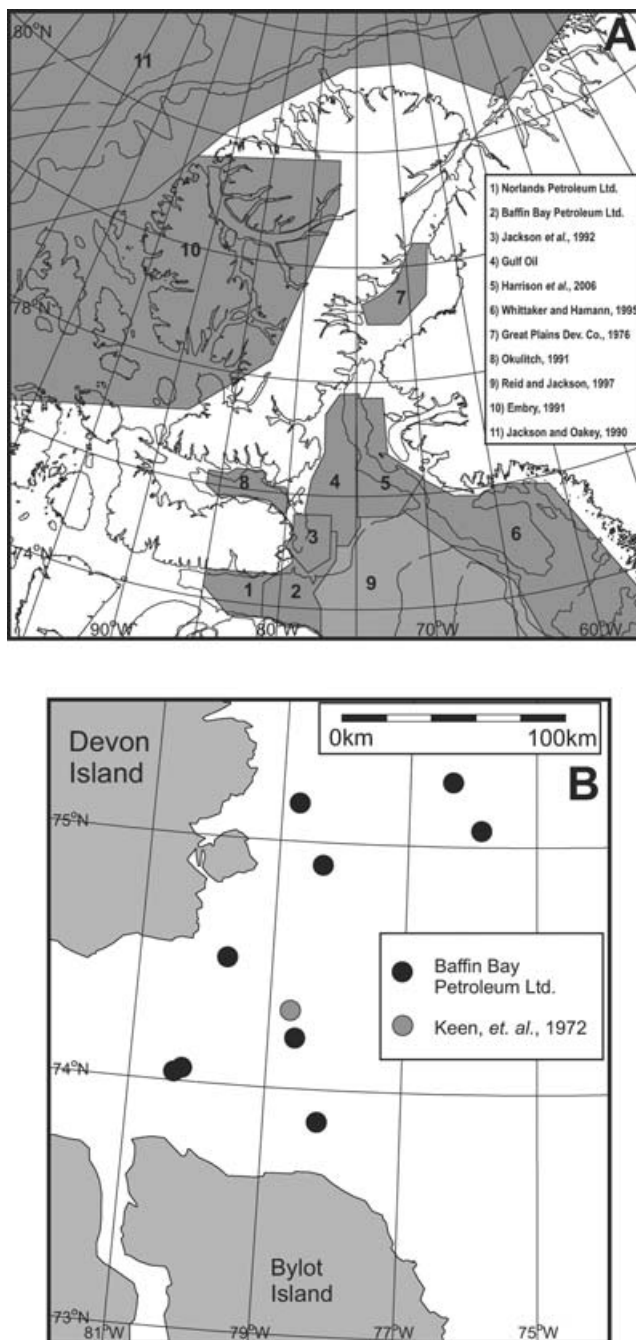 80°N
A
11
1) Norlands Petroleum Ltd.
2) Baffin Bay Petroleum Ltd.
3) Jackson et al., 1992
4) Gulf Oil
5) Harrison et al., 2006
6) Whittaker and Hamann, 1995
7) Great Plains Dev. Co., 1976
8) Okulitch, 1991
9) Reid and Jackson, 1997
10) Embry, 1991
11) Jackson and Oakey, 1990
10
7
78°N
8
4
5
3
6
74°N
1
2
9
90°W
80°W
70°W
60°W
Devon
Island
0km
100km
B
75°N
Baffin Bay
Petroleum Ltd.
Keen, et. al., 1972
74°N
Bylot
Island
73°N
81°W
79°W
77°W
75°W